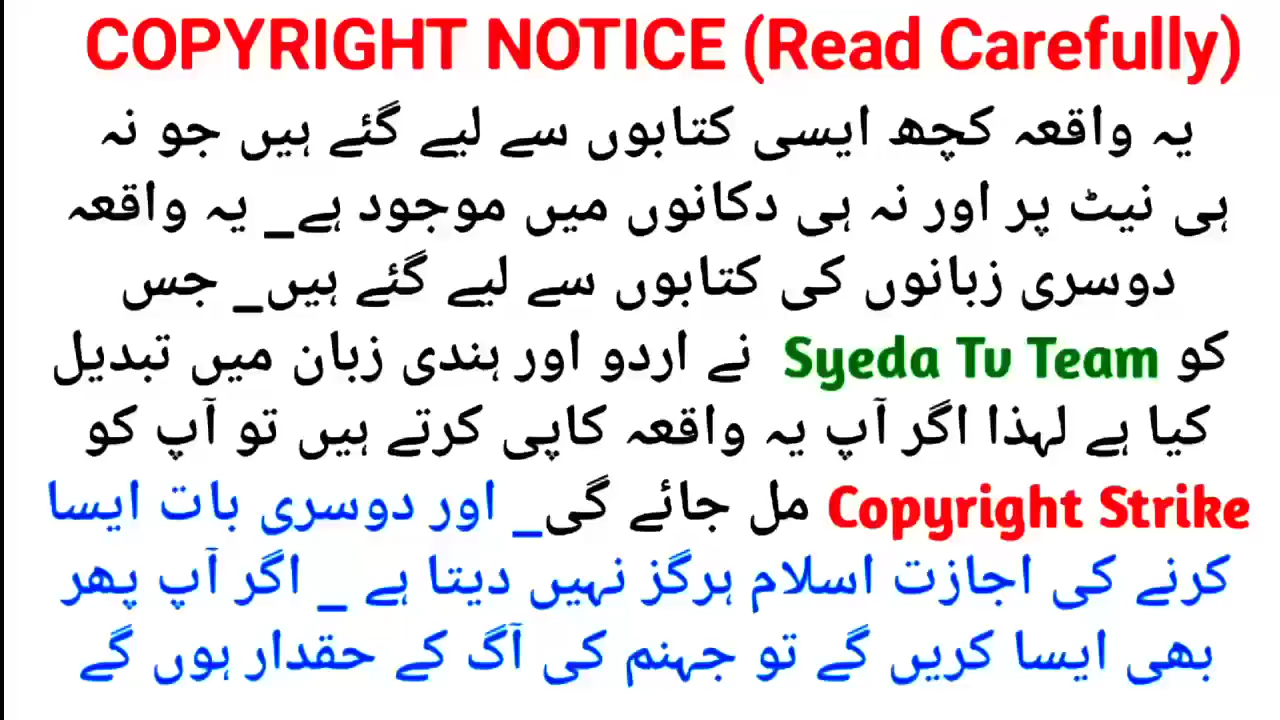 COPYRIGHT NOTICE (Read Carefully)
یہ واقعہ کچھ ایسی کتابوں سے لیے گئے ہیں جو نہ
ہی نیٹ پر اور نہ ہی دکانوں میں موجود ہے_ یہ واقعہ
دوسری زبانوں کی کتابوں سے لیے گئے ہیں_ جس
کو Syeda Tv Team نے اردو اور ہندی زبان میں تبدیل
کیا ہے لہذا اگر آپ یہ واقعہ کاپی کرتے ہیں تو آپ کو
Copyright Strike مل جائے گی_ اور دوسری بات ایسا
کرنے کی اجازت اسلام ہرگز نہیں دیتا ہے _ اگر آپ پھر
بھی ایسا کریں گے تو جہنم کی آگ کے حقدار ہوں گے